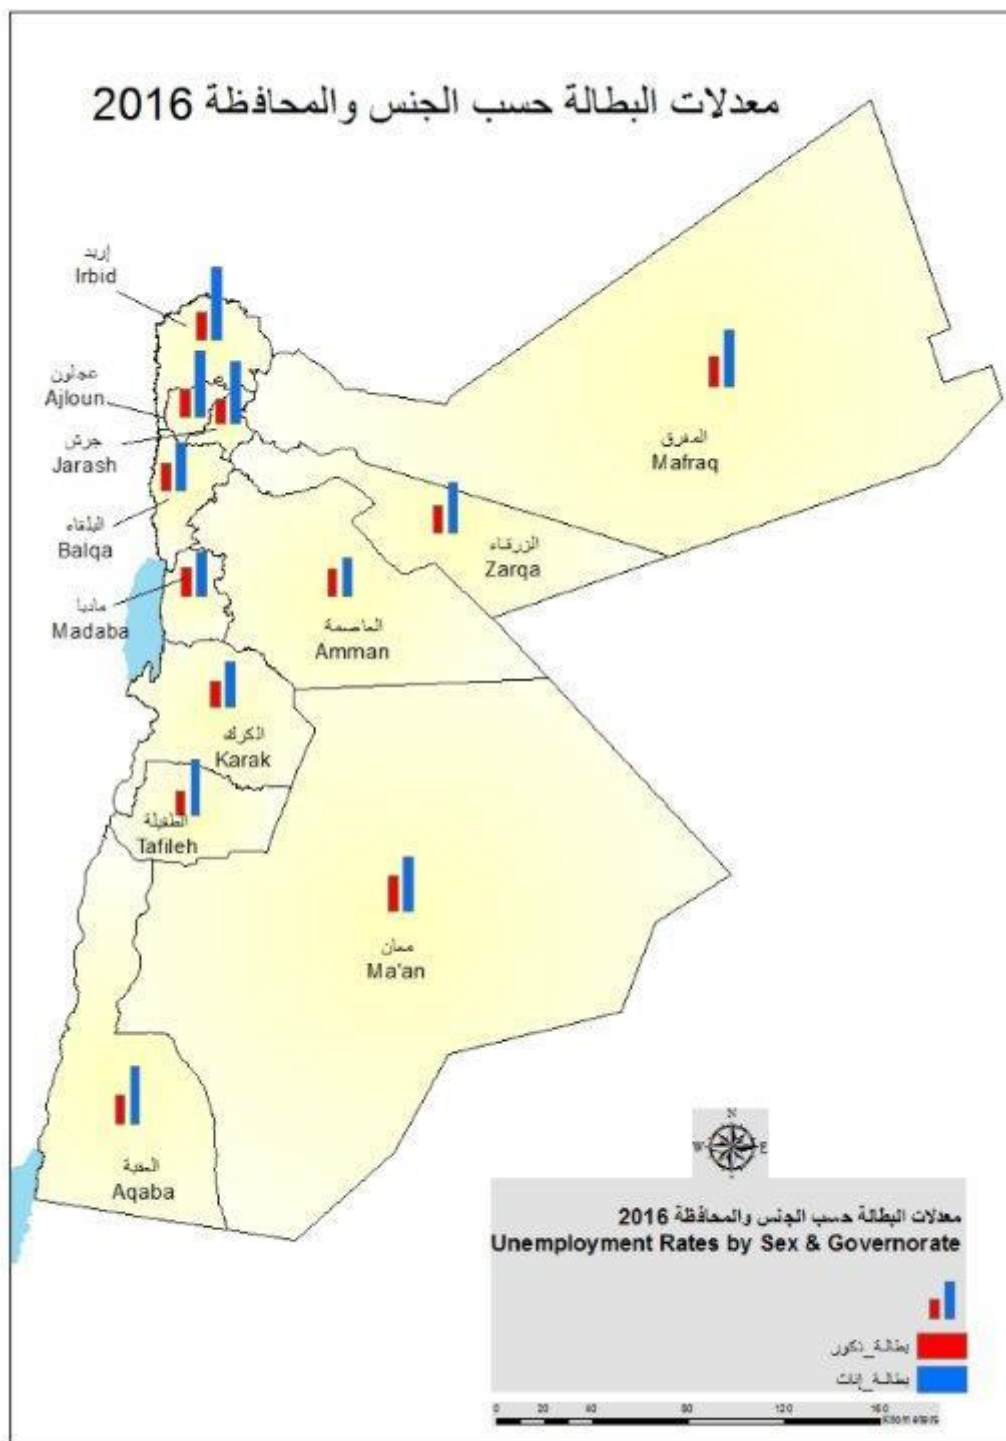 معدلات البطالة حسب الجنس والمحافظة 2016
إربد
Irbid
عجلون
Ajloun
جرش
Jarash
البلقاء
Balqa
مادبا
Madaba
المفرق
Mafraq
الزرقاء
Zarqa
العاصمة
Amman
الكرك
Karak
الطفيلة
Tafileh
معان
Ma'an
العقبة
Aqaba
N
W E
S
معدلات البطالة حسب الجنس والمحافظة 2016
Unemployment Rates by Sex & Governorate
بطالة_ذكور
بطالة_إناث
0 20 40 80 120 160
Kilometers